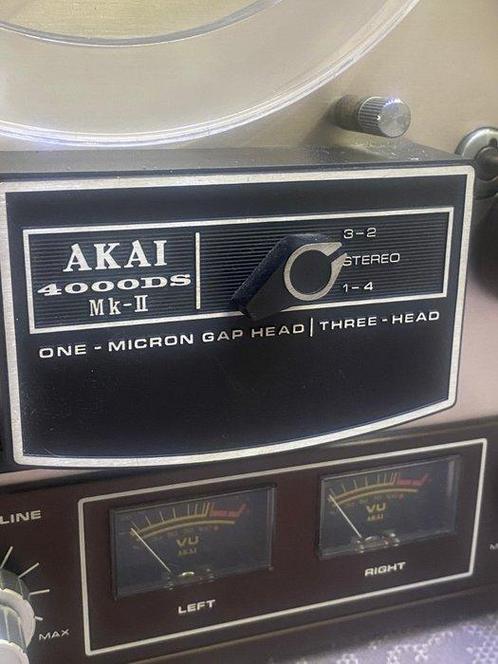 AKAI
4000DS
Mk-II
3-2
STEREO
1-4
ONE-MICRON GAP HEAD | THREE-HEAD
LINE
MAX
VU
AKAI
LEFT
VU
AKAI
RIGHT